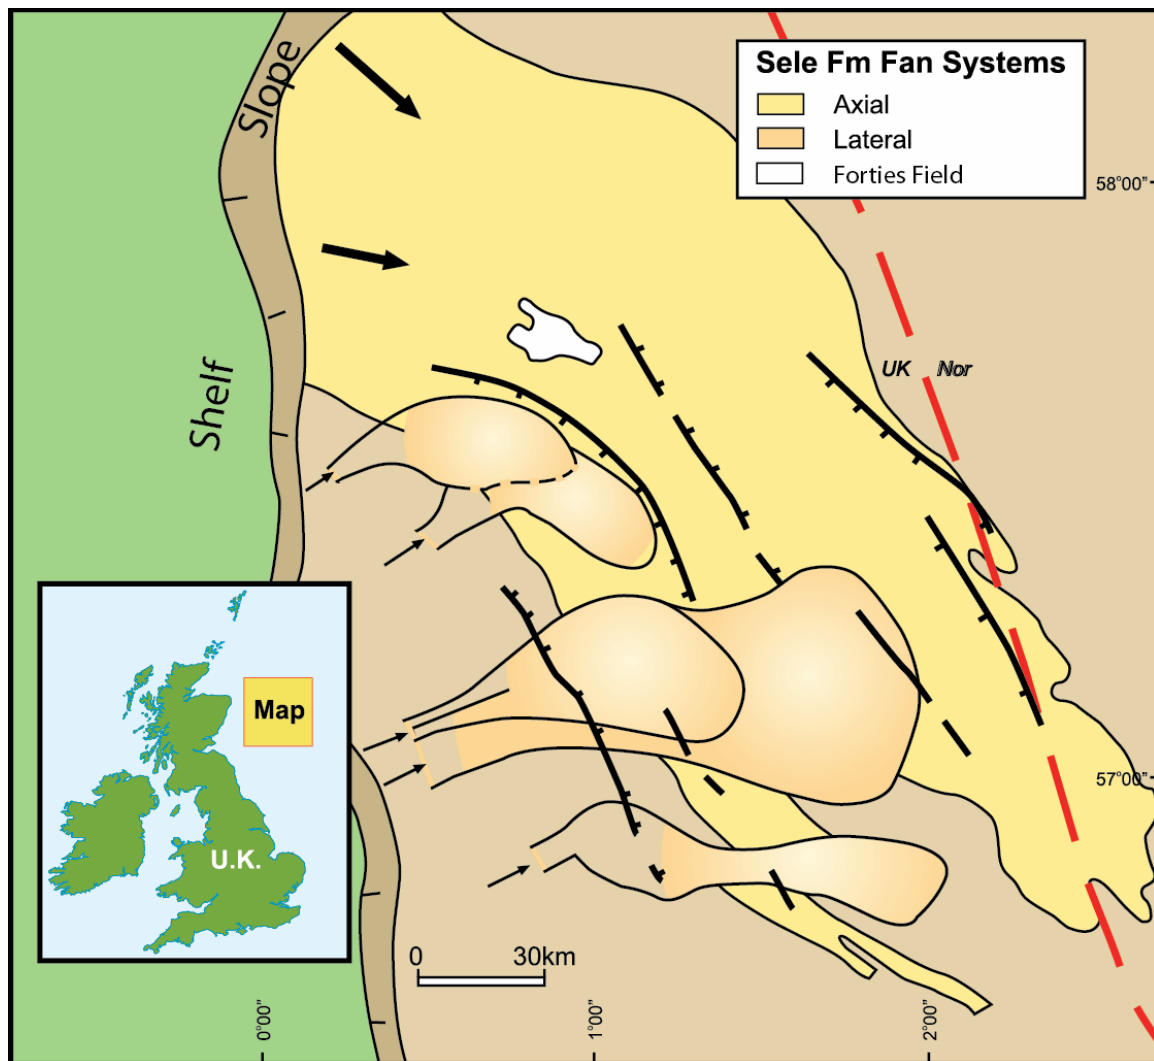 Slope
Shelf
Sele Fm Fan Systems
Axial
Lateral
Forties Field
58°00"
UK Nor
Map
U.K.
57°00"
0 30km
0°00"
1°00"
2°00"